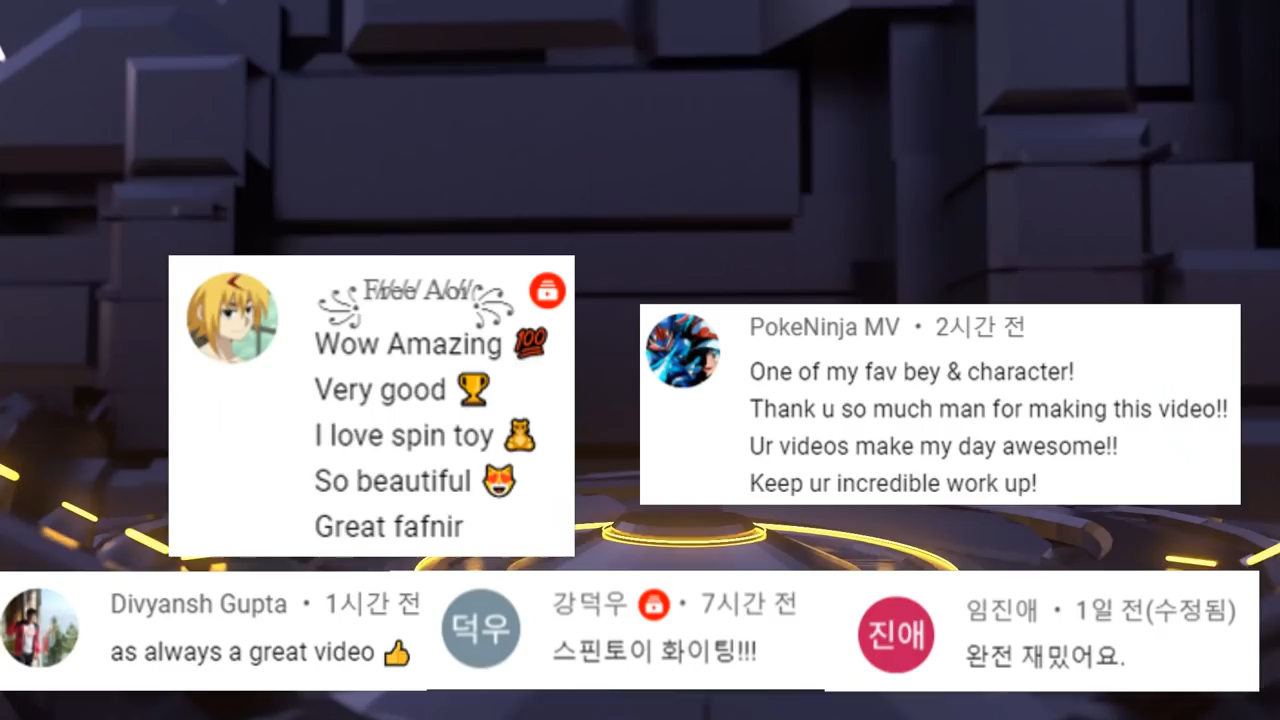 Free Aloi
Wow Amazing 💯
Very good 🏆
I love spin toy 🧸
So beautiful 😻
Great fafnir
PokeNinja MV • 2시간 전
One of my fav bey & character!
Thank u so much man for making this video!!
Ur videos make my day awesome!!
Keep ur incredible work up!
Divyansh Gupta • 1시간 전
as always a great video 👍
덕우
강덕우 • 7시간 전
스핀토이 화이팅!!!
진애
임진애 • 1일 전(수정됨)
완전 재밌어요.